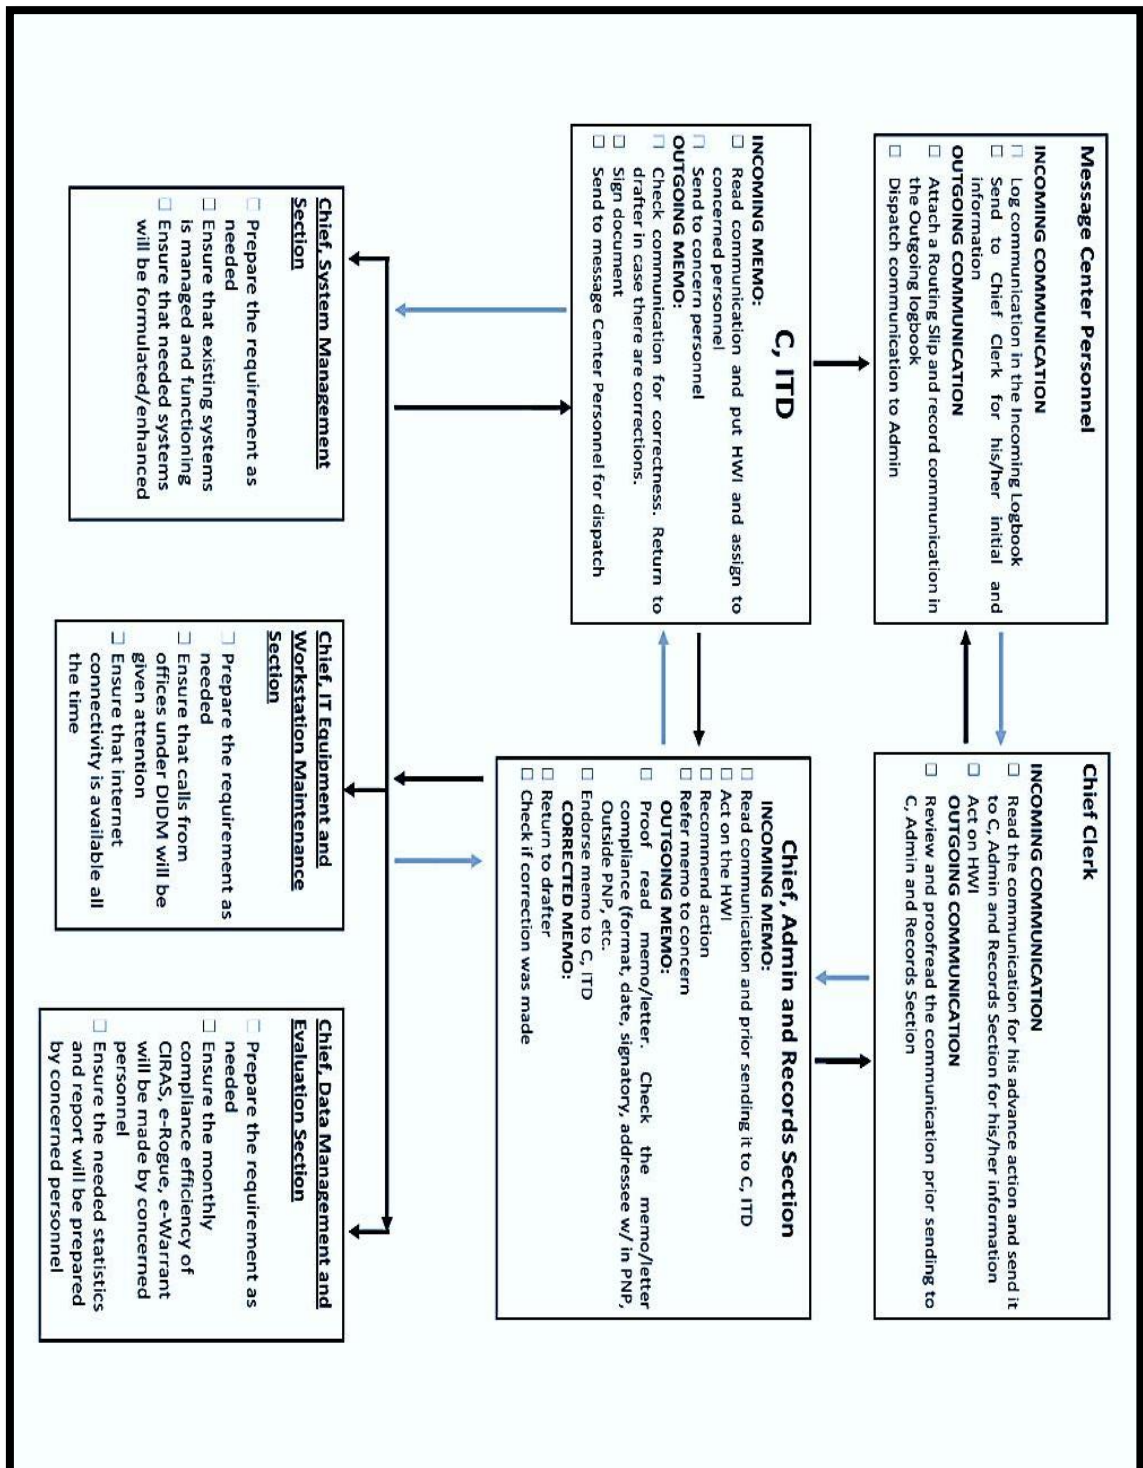 Message Center Personnel
INCOMING COMMUNICATION
☐ Log communication in the Incoming Logbook
☐ Send to Chief Clerk for his/her initial and
information
OUTGOING COMMUNICATION
☐ Attach a Routing Slip and record communication in
the Outgoing logbook
☐ Dispatch communication to Admin
Chief Clerk
INCOMING COMMUNICATION
☐ Read the communication for his advance action and send it
to C, Admin and Records Section for his/her information
☐ Act on HWI
OUTGOING COMMUNICATION
☐ Review and proofread the communication prior sending to
C, Admin and Records Section
C, ITD
INCOMING MEMO:
☐ Read communication and put HWI and assign to
concerned personnel
☐ Send to concern personnel
OUTGOING MEMO:
☐ Check communication for correctness. Return to
drafter in case there are corrections.
☐ Sign document
☐ Send to message Center Personnel for dispatch
Chief, Admin and Records Section
INCOMING MEMO:
☐ Read communication and prior sending it to C, ITD
☐ Act on the HWI
☐ Recommend action
☐ Refer memo to concern
OUTGOING MEMO:
☐ Proof read memo/letter. Check the memo/letter
compliance (format, date, signatory, addressee w/ in PNP,
Outside PNP, etc.
☐ Endorse memo to C, ITD
CORRECTED MEMO:
☐ Return to drafter
☐ Check if correction was made
Chief, System Management
Section
☐ Prepare the requirement as
needed
☐ Ensure that existing systems
is managed and functioning
☐ Ensure that needed systems
will be formulated/enhanced
Chief, IT Equipment and
Workstation Maintenance
Section
☐ Prepare the requirement as
needed
☐ Ensure that calls from
offices under DIDM will be
given attention
☐ Ensure that internet
connectivity is available all
the time
Chief, Data Management and
Evaluation Section
☐ Prepare the requirement as
needed
☐ Ensure the monthly
compliance efficiency of
CIRAS, e-Rogue, e-Warrant
will be made by concerned
personnel
☐ Ensure the needed statistics
and report will be prepared
by concerned personnel